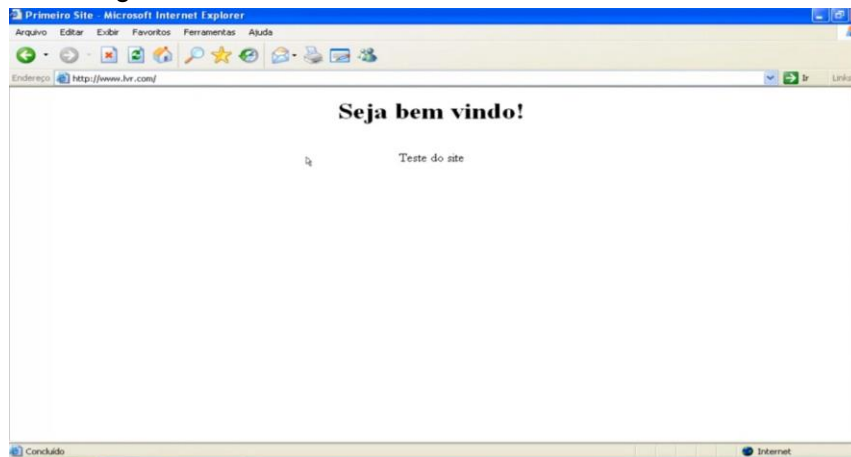 Primeiro Site - Microsoft Internet Explorer
Arquivo Editar Exibir Favoritos Ferramentas Ajuda
Endereço http://www.lvr.com/ Ir Links
Seja bem vindo!
Teste do site
Concluído Internet